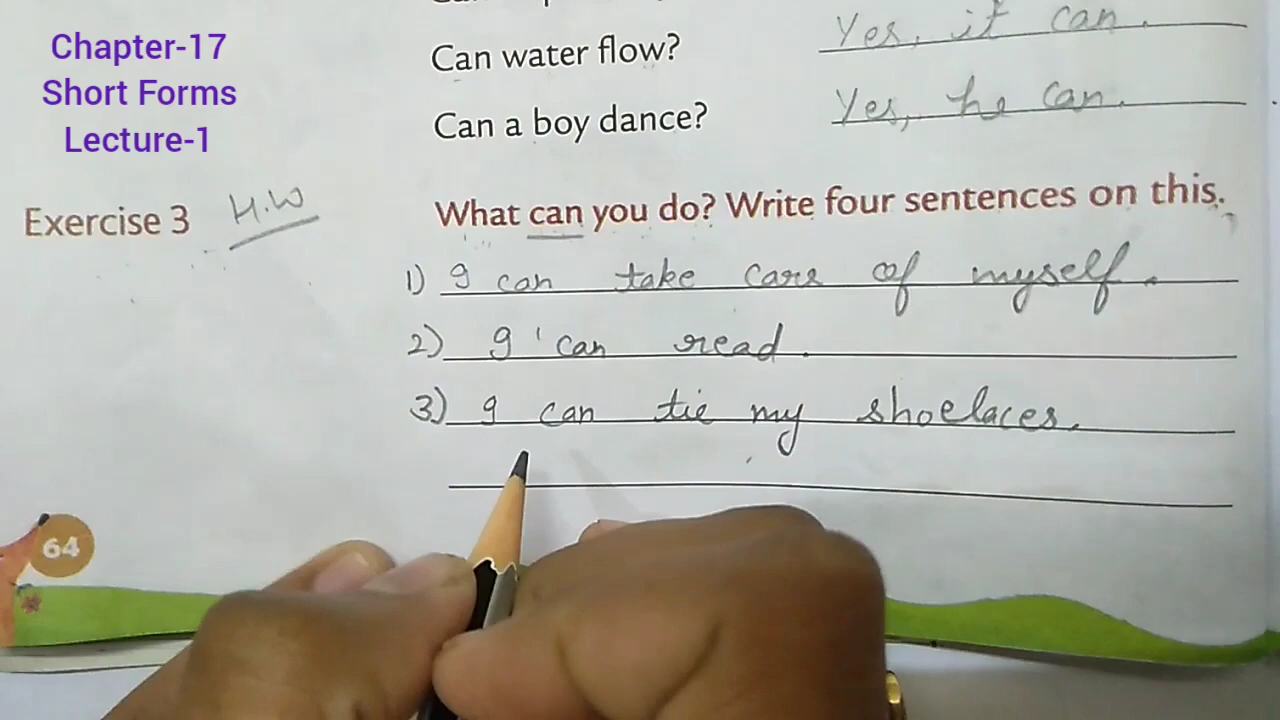 Chapter-17
Short Forms
Lecture-1
Can water flow? Yes, it can.
Can a boy dance? Yes, he can.
Exercise 3 H.W
What can you do? Write four sentences on this.
1) I can take care of myself.
2) I can read.
3) I can tie my shoelaces.
64